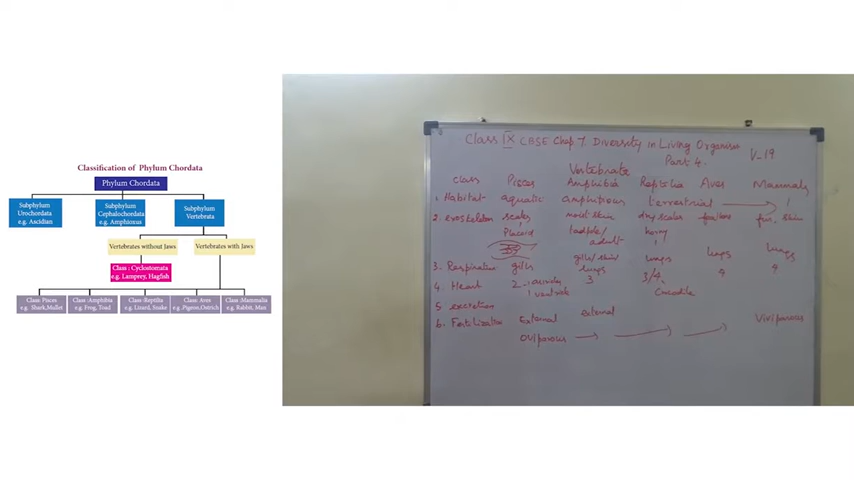 Classification of Phylum Chordata
Phylum Chordata
Subphylum
Urochordata
e.g. Ascidian
Subphylum
Cephalochordata
e.g. Amphioxus
Subphylum
Vertebrata
Vertebrates without Jaws
Vertebrates with Jaws
Class : Cyclostomata
e.g. Lamprey, Hagfish
Class Pisces
e.g. Shark,Mullet
Class :Amphibia
e.g. Frog, Toad
Class :Reptilia
e.g. Lizard, Snake
Class :Aves
e.g. Pigeon,Ostrich
Class :Mammalia
e.g. Rabbit, Man
Class IX CBSE Chap 7 Diversity in Living Organism
Part 4. V-19
Vertebrate
Class Pisces Amphibia Reptilia Aves Mammals
1. Habitat aquatic amphibious terrestrial
2. exoskeleton scales, moist skin dry scales feathers fur, skin
Placoid tadpole/ horny
adult
3. Respiration gills gills/skin/ lungs lungs lungs
lungs
4. Heart 2 3 3/4 4 4
1 ventricle Crocodile
5 excretion
6. Fertilization External external Viviparous
Oviparous